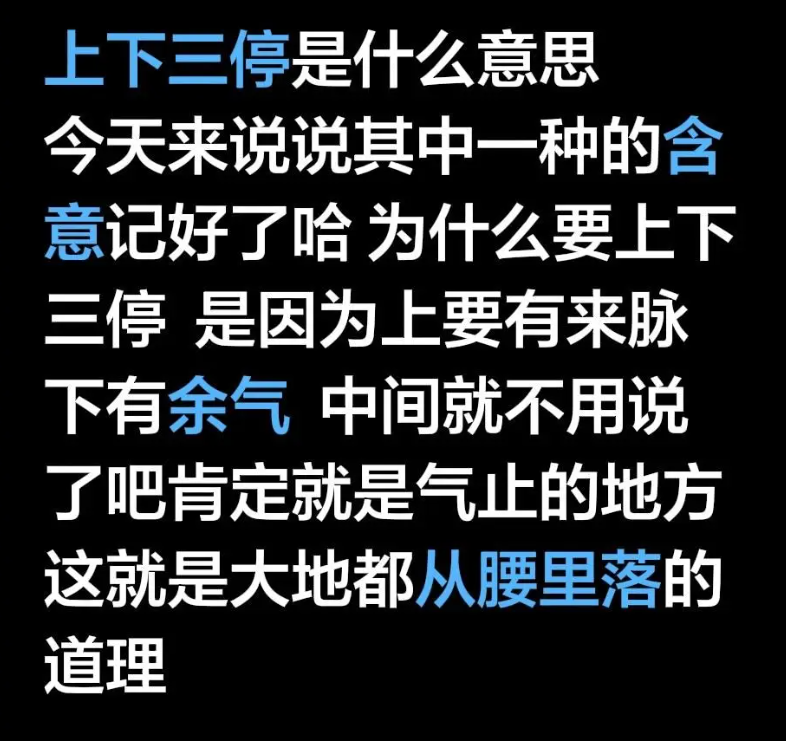 上下三停是什么意思
今天来说说其中一种的含
意记好了哈 为什么要上下
三停 是因为上要有来脉
下有余气 中间就不用说
了吧肯定就是气止的地方
这就是大地都从腰里落的
道理